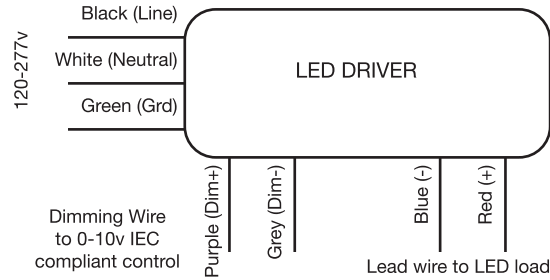 Black (Line)
120-277v
White (Neutral)
Green (Grd)
LED DRIVER
Purple (Dim+)
Grey (Dim-)
Blue (-)
Red (+)
Dimming Wire
to 0-10v IEC
compliant control
Lead wire to LED load